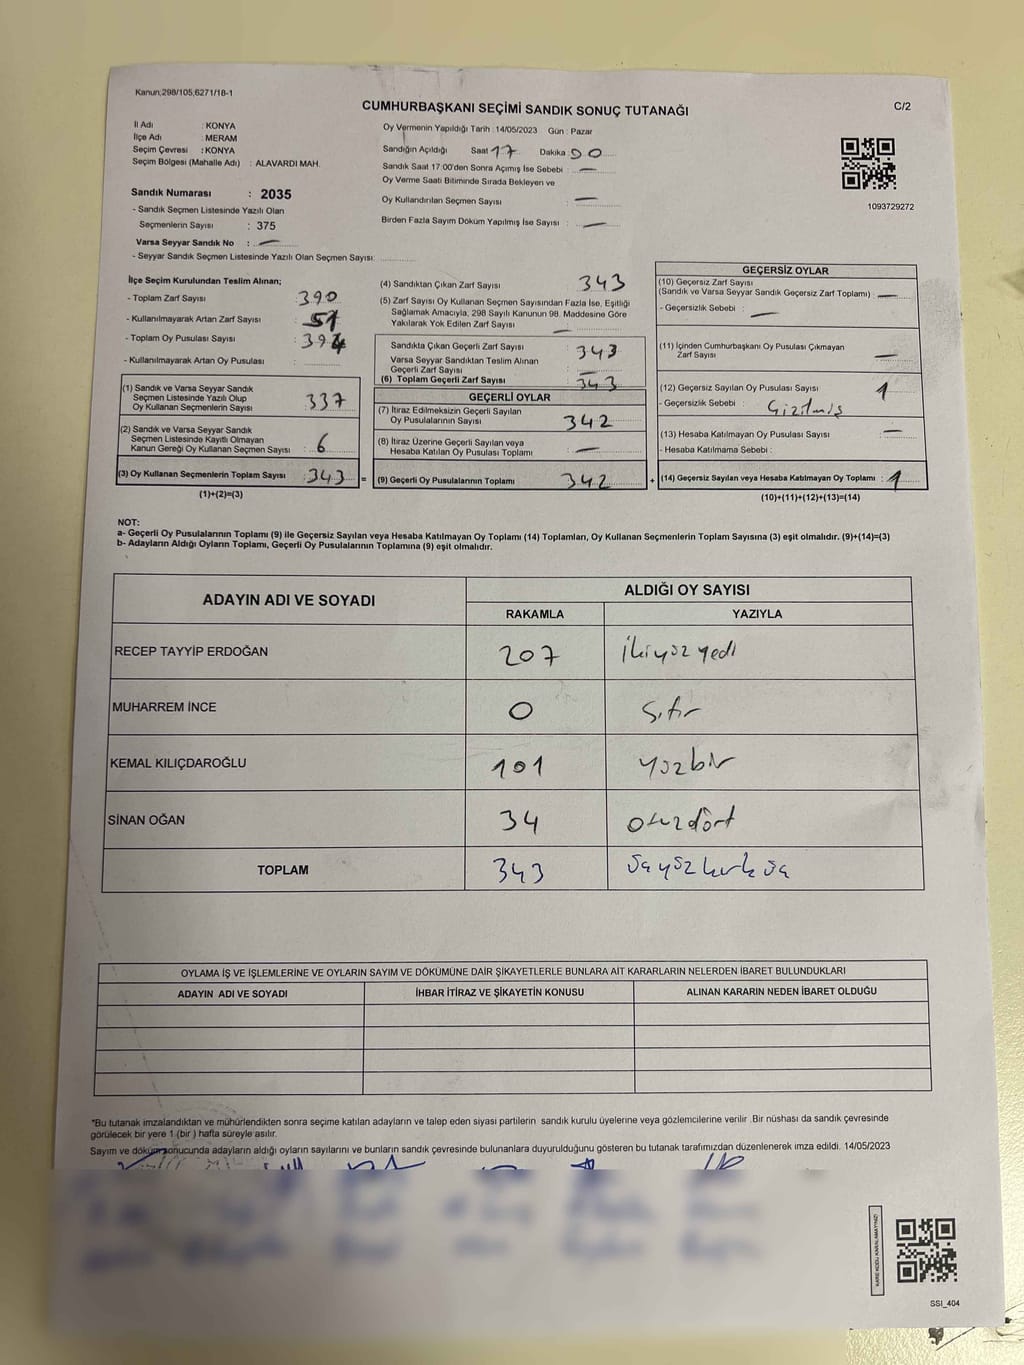 Kanun;298/105,6271/18-1
CUMHURBAŞKANI SEÇİMİ SANDIK SONUÇ TUTANAĞI
C/2
İl Adı : KONYA
İlçe Adı : MERAM
Seçim Çevresi : KONYA
Seçim Bölgesi (Mahalle Adı) : ALAVARDI MAH.
Sandık Numarası : 2035
- Sandık Seçmen Listesinde Yazılı Olan
Seçmenlerin Sayısı : 375
Varsa Seyyar Sandık No : —
- Seyyar Sandık Seçmen Listesinde Yazılı Olan Seçmen Sayısı:
Oy Vermenin Yapıldığı Tarih : 14/05/2023 Gün : Pazar
Sandığın Açıldığı Saat 17 Dakika 00
Sandık Saat 17:00'den Sonra Açımış İse Sebebi : —
Oy Verme Saati Bitiminde Sırada Bekleyen ve
Oy Kullandırılan Seçmen Sayısı : —
Birden Fazla Sayım Döküm Yapılmış İse Sayısı : —
1093729272
İlçe Seçim Kurulundan Teslim Alınan;
- Toplam Zarf Sayısı : 390
- Kullanılmayarak Artan Zarf Sayısı : 51
- Toplam Oy Pusulası Sayısı : 394
- Kullanılmayarak Artan Oy Pusulası :
(1) Sandık ve Varsa Seyyar Sandık
Seçmen Listesinde Yazılı Olup
Oy Kullanan Seçmenlerin Sayısı : 337
(2) Sandık ve Varsa Seyyar Sandık
Seçmen Listesinde Kayıtlı Olmayan
Kanun Gereği Oy Kullanan Seçmen Sayısı : 6
(3) Oy Kullanan Seçmenlerin Toplam Sayısı : 343
(1)+(2)=(3)
(4) Sandıktan Çıkan Zarf Sayısı : 343
(5) Zarf Sayısı Oy Kullanan Seçmen Sayısından Fazla İse, Eşitliği
Sağlamak Amacıyla, 298 Sayılı Kanunun 98. Maddesine Göre
Yakılarak Yok Edilen Zarf Sayısı : —
Sandıkta Çıkan Geçerli Zarf Sayısı : 343
Varsa Seyyar Sandıktan Teslim Alınan
Geçerli Zarf Sayısı : —
(6) Toplam Geçerli Zarf Sayısı : 343
GEÇERLİ OYLAR
(7) İtiraz Edilmeksizin Geçerli Sayılan
Oy Pusulalarının Sayısı : 342
(8) İtiraz Üzerine Geçerli Sayılan veya
Hesaba Katılan Oy Pusulası Toplamı : —
= (9) Geçerli Oy Pusulalarının Toplamı : 342
GEÇERSİZ OYLAR
(10) Geçersiz Zarf Sayısı
(Sandık ve Varsa Seyyar Sandık Geçersiz Zarf Toplamı) : —
- Geçersizlik Sebebi : —
(11) İçinden Cumhurbaşkanı Oy Pusulası Çıkmayan
Zarf Sayısı : —
(12) Geçersiz Sayılan Oy Pusulası Sayısı : 1
- Geçersizlik Sebebi : Çizilmiş
(13) Hesaba Katılmayan Oy Pusulası Sayısı : —
- Hesaba Katılmama Sebebi :
+ (14) Geçersiz Sayılan veya Hesaba Katılmayan Oy Toplamı : 1
(10)+(11)+(12)+(13)=(14)
NOT:
a- Geçerli Oy Pusulalarının Toplamı (9) ile Geçersiz Sayılan veya Hesaba Katılmayan Oy Toplamı (14) Toplamları, Oy Kullanan Seçmenlerin Toplam Sayısına (3) eşit olmalıdır. (9)+(14)=(3)
b- Adayların Aldığı Oyların Toplamı, Geçerli Oy Pusulalarının Toplamına (9) eşit olmalıdır.
ADAYIN ADI VE SOYADI ALDIĞI OY SAYISI
RAKAMLA YAZIYLA
RECEP TAYYİP ERDOĞAN 207 İkiyüz yedi
MUHARREM İNCE 0 Sıfır
KEMAL KILIÇDAROĞLU 101 yüzbir
SİNAN OĞAN 34 otuzdört
TOPLAM 343 üçyüz kırk üç
OYLAMA İŞ VE İŞLEMLERİNE VE OYLARIN SAYIM VE DÖKÜMÜNE DAİR ŞİKAYETLERLE BUNLARA AİT KARARLARIN NELERDEN İBARET BULUNDUKLARI
ADAYIN ADI VE SOYADI İHBAR İTİRAZ VE ŞİKAYETİN KONUSU ALINAN KARARIN NEDEN İBARET OLDUĞU
*Bu tutanak imzalandıktan ve mühürlendikten sonra seçime katılan adayların ve talep eden siyasi partilerin sandık kurulu üyelerine veya gözlemcilerine verilir .Bir nüshası da sandık çevresinde
görülecek bir yere 1 (bir ) hafta süreyle asılır.
Sayım ve döküm sonucunda adayların aldığı oyların sayılarını ve bunların sandık çevresinde bulunanlara duyurulduğunu gösteren bu tutanak tarafımızdan düzenlenerek imza edildi. 14/05/2023
KARE KODU KARALAMAYINIZ!
SSI_404